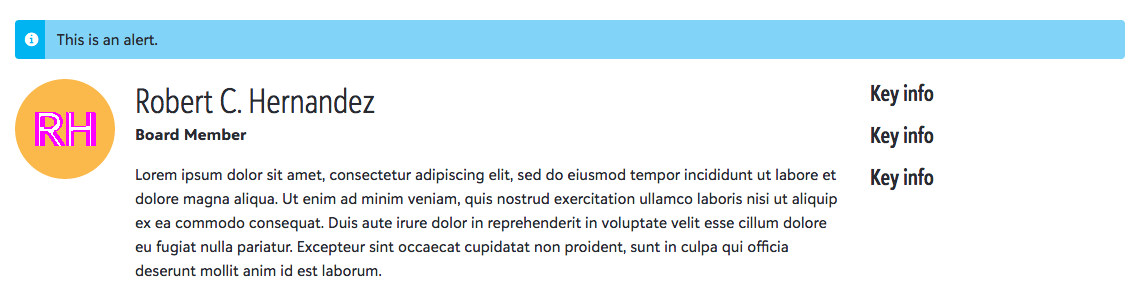 This is an alert.
RH
Robert C. Hernandez
Board Member
Lorem ipsum dolor sit amet, consectetur adipiscing elit, sed do eiusmod tempor incididunt ut labore et
dolore magna aliqua. Ut enim ad minim veniam, quis nostrud exercitation ullamco laboris nisi ut aliquip
ex ea commodo consequat. Duis aute irure dolor in reprehenderit in voluptate velit esse cillum dolore
eu fugiat nulla pariatur. Excepteur sint occaecat cupidatat non proident, sunt in culpa qui officia
deserunt mollit anim id est laborum.
Key info
Key info
Key info